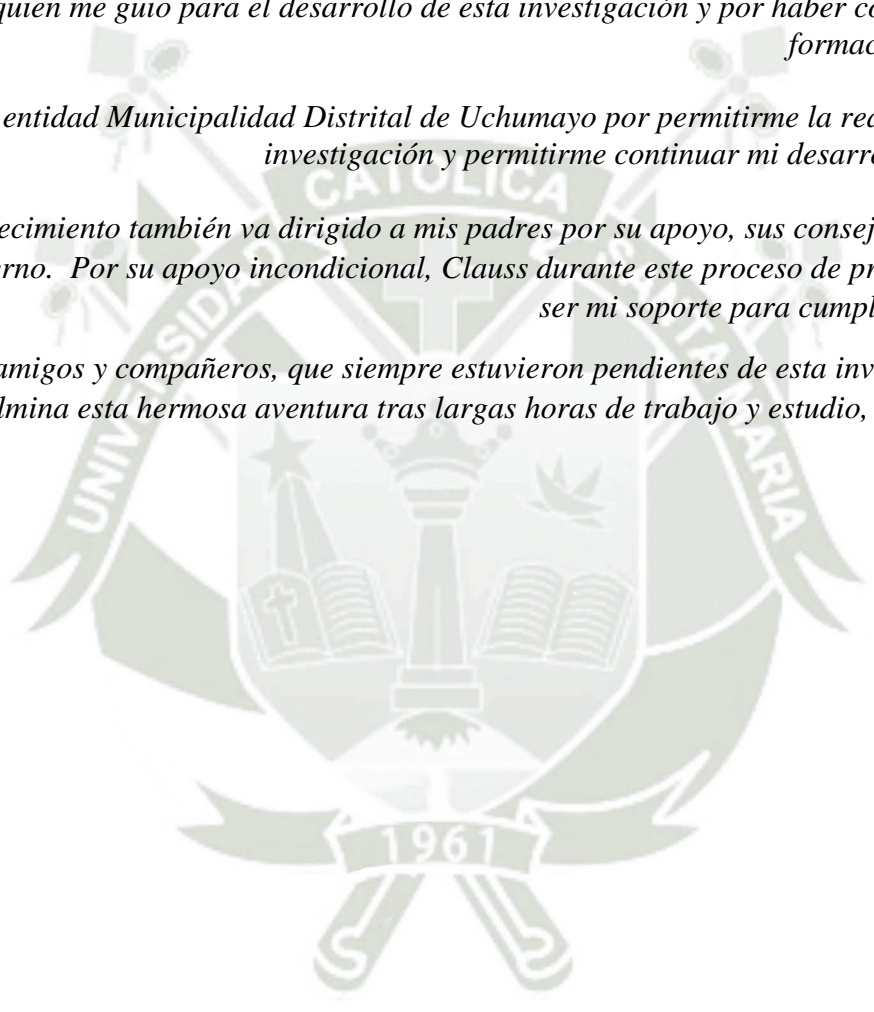 quien me guio para el desarrollo de esta investigación y por haber co
formac
entidad Municipalidad Distrital de Uchumayo por permitirme la rea
investigación y permitirme continuar mi desarro
ecimiento también va dirigido a mis padres por su apoyo, sus consej
erno. Por su apoyo incondicional, Clauss durante este proceso de pr
ser mi soporte para cumpl
amigos y compañeros, que siempre estuvieron pendientes de esta inv
lmina esta hermosa aventura tras largas horas de trabajo y estudio,
UNIVERSIDAD CATOLICA SANTA MARIA
1961